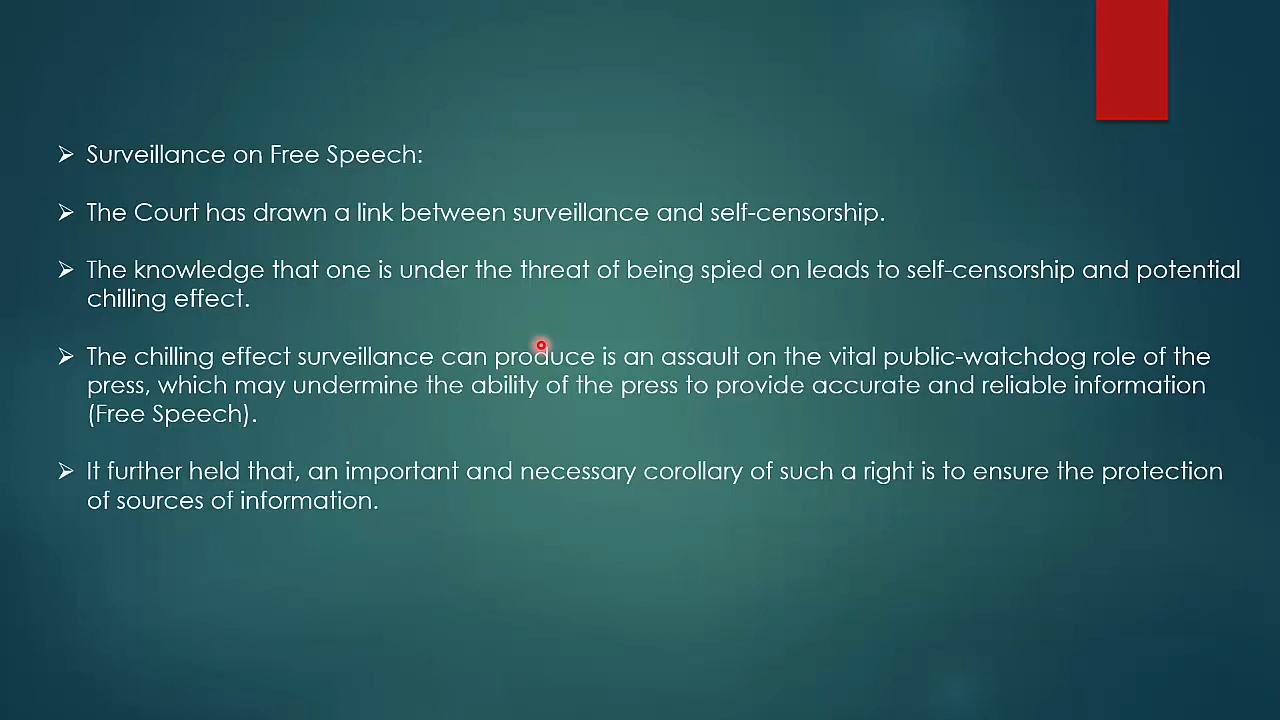 Surveillance on Free Speech:
The Court has drawn a link between surveillance and self-censorship.
The knowledge that one is under the threat of being spied on leads to self-censorship and potential
chilling effect.
The chilling effect surveillance can produce is an assault on the vital public-watchdog role of the
press, which may undermine the ability of the press to provide accurate and reliable information
(Free Speech).
It further held that, an important and necessary corollary of such a right is to ensure the protection
of sources of information.